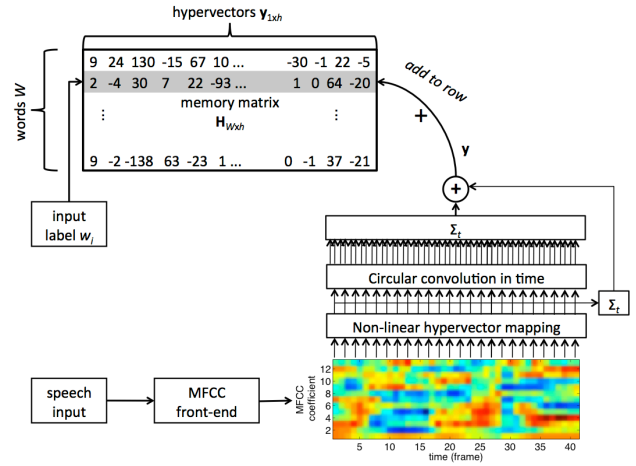 hypervectors y1xh
words W
9 24 130 -15 67 10 ... -30 -1 22 -5
2 -4 30 7 22 -93 ... 1 0 64 -20
memory matrix
⋮ HWxh ⋮
9 -2 -138 63 -23 1 ... 0 -1 37 -21
add to row
+
y
+
input
label wi
Σt
Circular convolution in time
Σt
Non-linear hypervector mapping
speech
input
MFCC
front-end
MFCC
coefficient
12
10
8
6
4
2
5 10 15 20 25 30 35 40
time (frame)